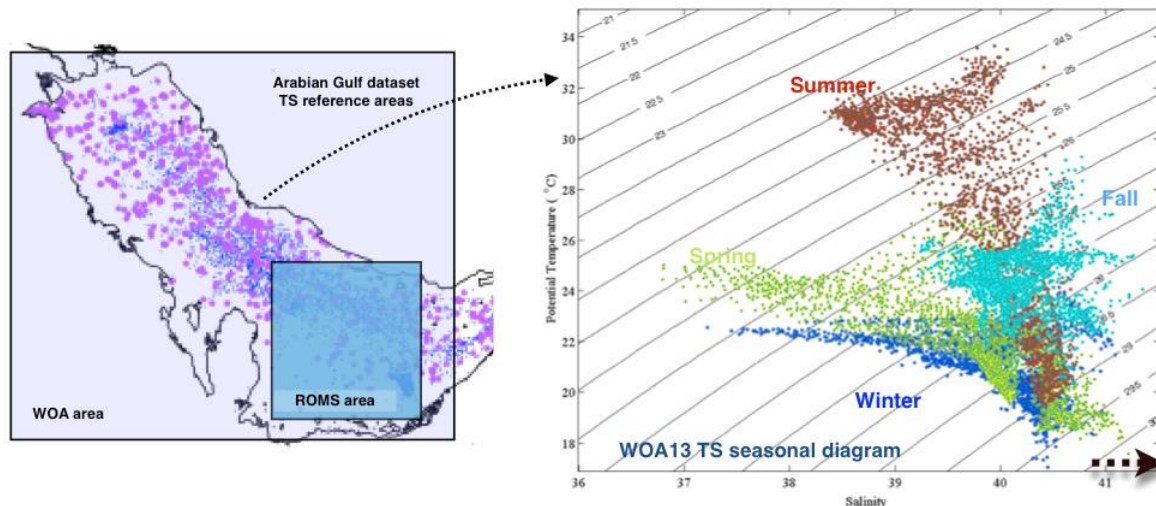 Arabian Gulf dataset
TS reference areas
WOA area
ROMS area
21
21.5
22
22.5
23
24.5
25
25.5
26
29
295
30
34
32
30
28
26
24
22
20
18
Potential Temperature ( °C)
Summer
Fall
Spring
Winter
WOA13 TS seasonal diagram
36
37
38
39
40
41
Salinity